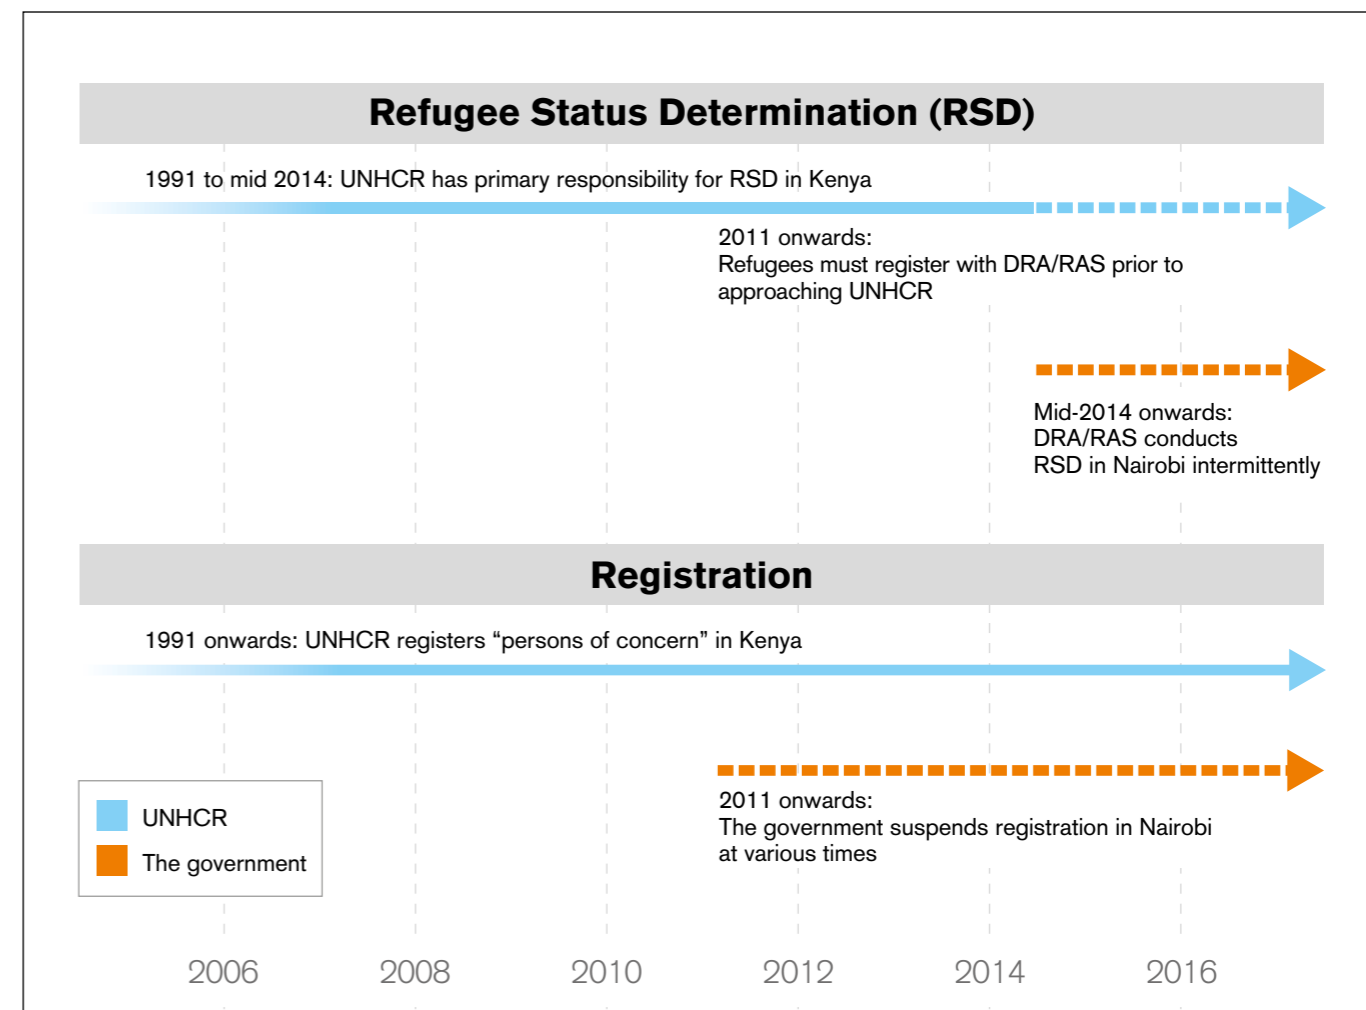 Refugee Status Determination (RSD)
1991 to mid 2014: UNHCR has primary responsibility for RSD in Kenya
2011 onwards:
Refugees must register with DRA/RAS prior to
approaching UNHCR
Mid-2014 onwards:
DRA/RAS conducts
RSD in Nairobi intermittently
Registration
1991 onwards: UNHCR registers “persons of concern” in Kenya
2011 onwards:
The government suspends registration in Nairobi
at various times
UNHCR
The government
2006 2008 2010 2012 2014 2016